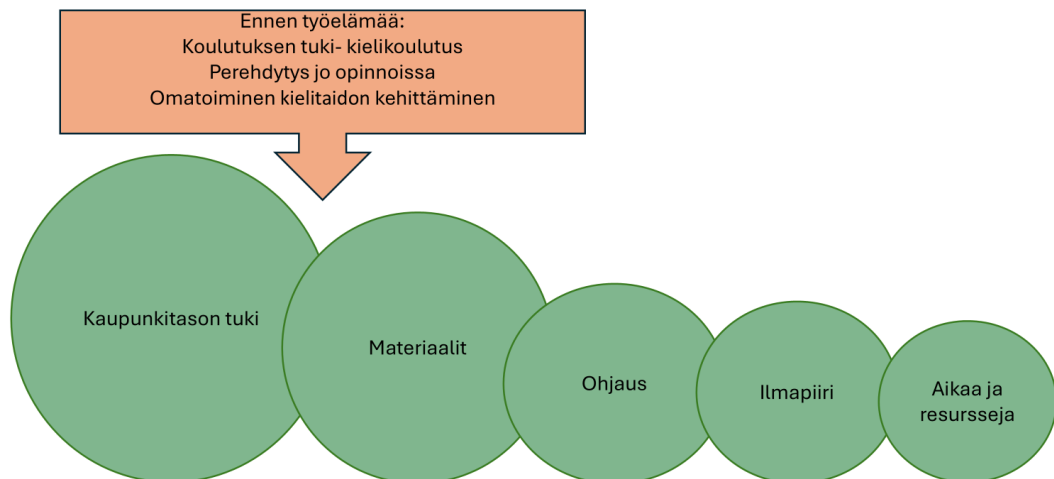 Ennen työelämää:
Koulutuksen tuki- kielikoulutus
Perehdytys jo opinnoissa
Omatoiminen kielitaidon kehittäminen
Kaupunkitason tuki
Materiaalit
Ohjaus
Ilmapiiri
Aikaa ja
resursseja